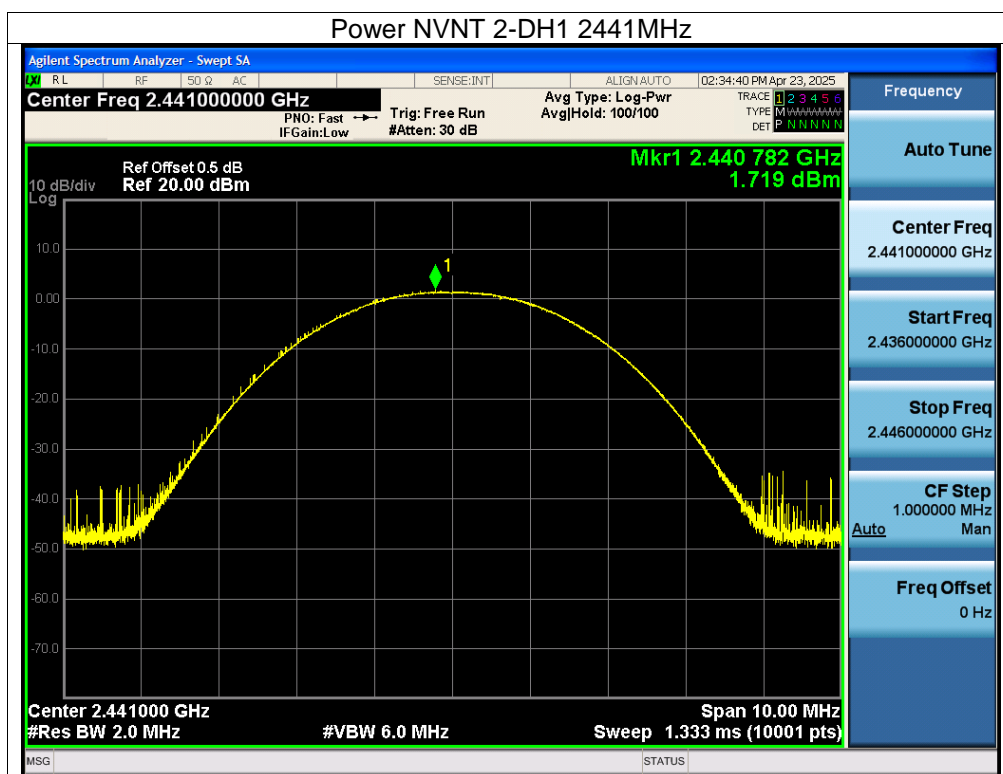 Power NVNT 2-DH1 2441MHz
Agilent Spectrum Analyzer - Swept SA
LXI RL RF 50 Ω AC SENSE:INT ALIGN AUTO 02:34:40 PM Apr 23, 2025
Center Freq 2.441000000 GHz
PNO: Fast
IFGain:Low
Trig: Free Run
#Atten: 30 dB
Avg Type: Log-Pwr
Avg|Hold: 100/100
TRACE 1 2 3 4 5 6
TYPE M WWWWW
DET P N N N N N
Ref Offset 0.5 dB
Ref 20.00 dBm
10 dB/div
Log
Mkr1 2.440 782 GHz
1.719 dBm
1
10.0
0.00
-10.0
-20.0
-30.0
-40.0
-50.0
-60.0
-70.0
Center 2.441000 GHz
Span 10.00 MHz
#Res BW 2.0 MHz
#VBW 6.0 MHz
Sweep 1.333 ms (10001 pts)
MSG
STATUS
Frequency
Auto Tune
Center Freq
2.441000000 GHz
Start Freq
2.436000000 GHz
Stop Freq
2.446000000 GHz
CF Step
1.000000 MHz
Auto Man
Freq Offset
0 Hz